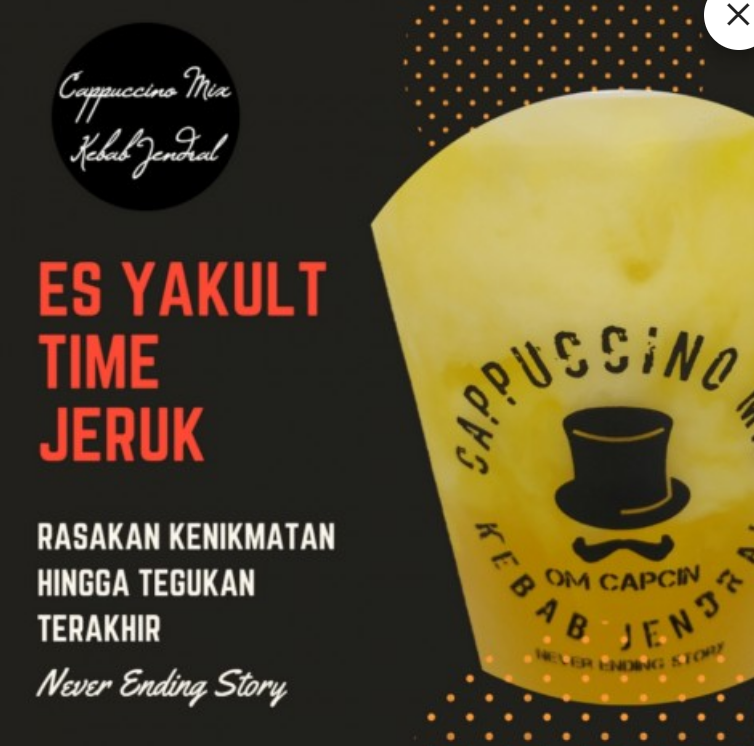 Cappuccino Mix
Kebab Jendral
ES YAKULT
TIME
JERUK
RASAKAN KENIKMATAN
HINGGA TEGUKAN
TERAKHIR
Never Ending Story
CAPPUCCINO
OM CAPCIN
KEBAB JENDRA
NEVER ENDING STORY